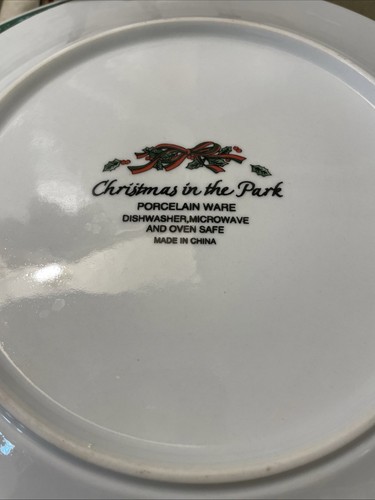 Christmas in the Park
PORCELAIN WARE
DISHWASHER,MICROWAVE
AND OVEN SAFE
MADE IN CHINA